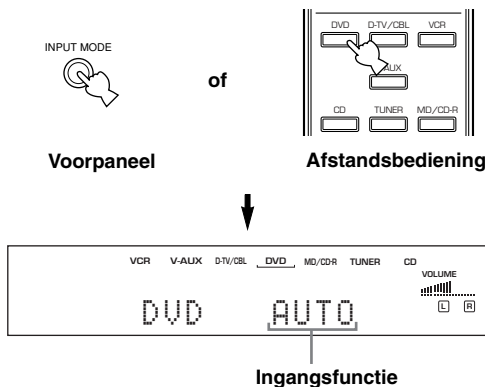 INPUT MODE
of
DVD D-TV/CBL VCR
AUX
CD TUNER MD/CD-R
Voorpaneel
Afstandsbediening
VCR V-AUX D-TV/CBL DVD MD/CD-R TUNER CD
VOLUME
L R
DVD AUTO
Ingangsfunctie